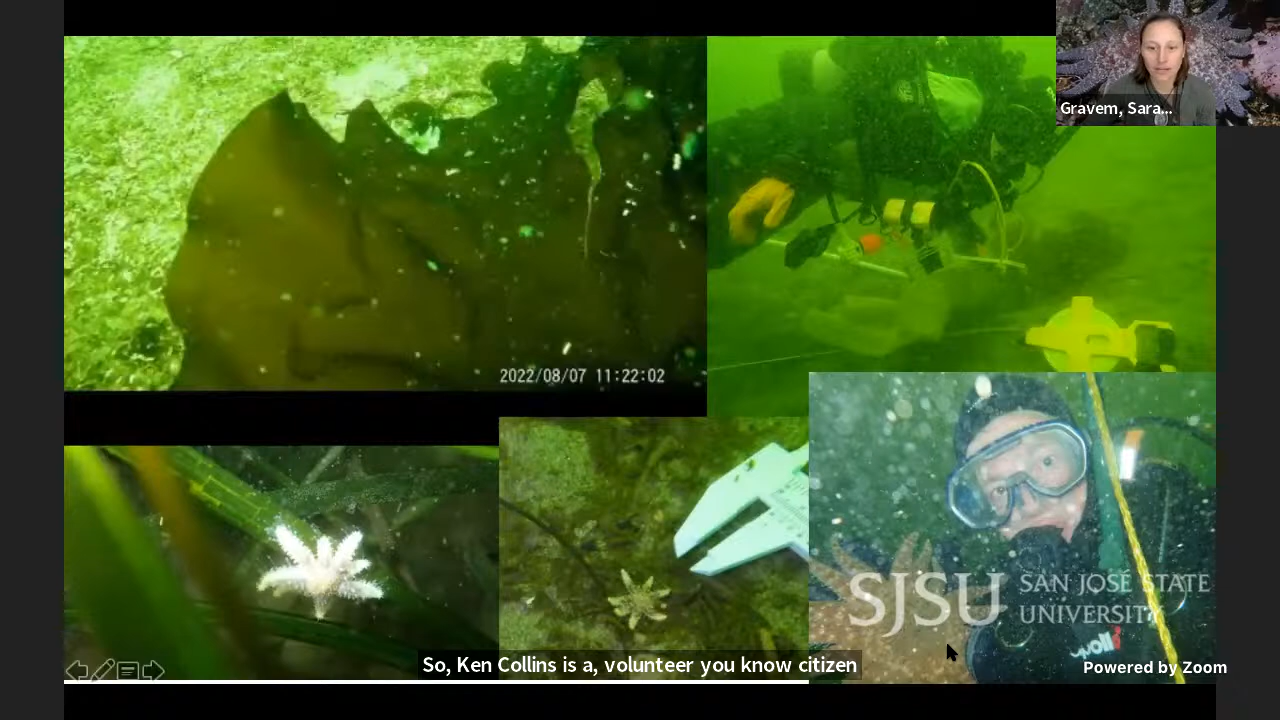 Gravem, Sara...
2022/08/07 11:22:02
SJSU SAN JOSÉ STATE
UNIVERSITY
So, Ken Collins is a, volunteer you know citizen
Powered by Zoom